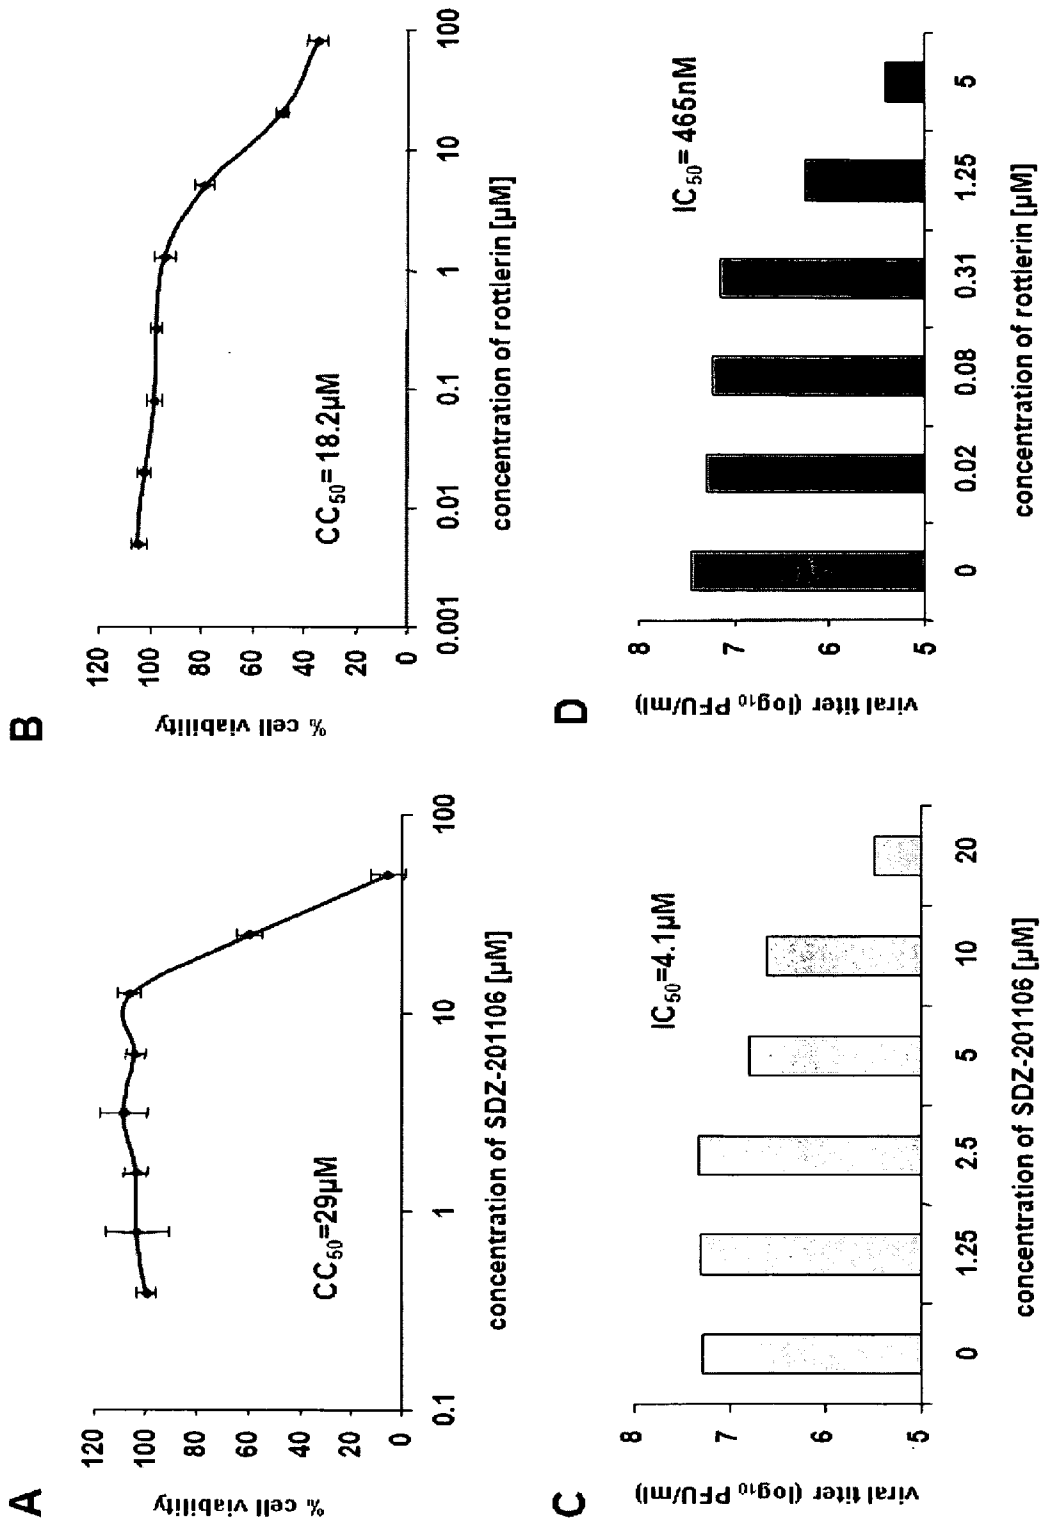 A
% cell viability
120
100
80
60
40
20
0
CC50=29µM
0.1
1
10
100
concentration of SDZ-201106 [µM]
B
% cell viability
120
100
80
60
40
20
0
CC50= 18.2µM
0.001
0.01
0.1
1
10
100
concentration of rottlerin [µM]
C
viral titer (log10 PFU/ml)
8
7
6
5
IC50=4.1µM
0
1.25
2.5
5
10
20
concentration of SDZ-201106 [µM]
D
viral titer (log10 PFU/ml)
8
7
6
5
IC50= 465nM
0
0.02
0.08
0.31
1.25
5
concentration of rottlerin [µM]